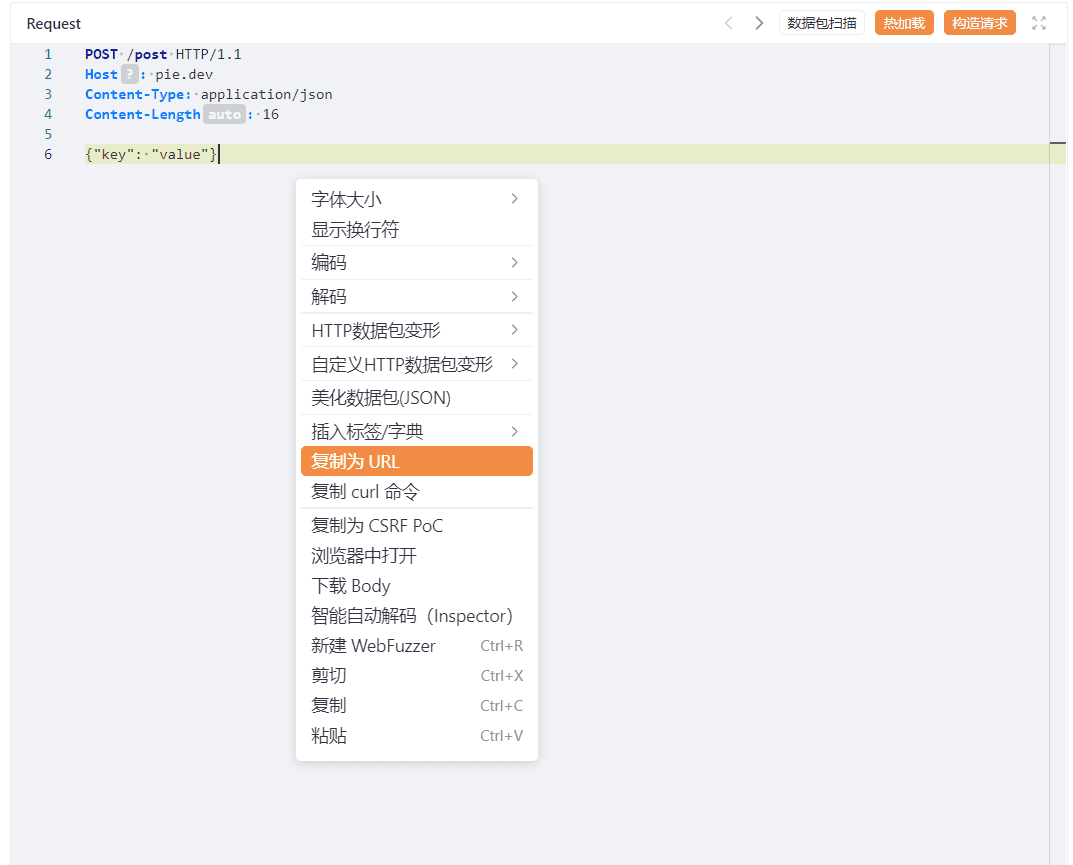 Request
数据包扫描
热加载
构造请求
1 POST /post HTTP/1.1
2 Host ? : pie.dev
3 Content-Type: application/json
4 Content-Length auto : 16
5
6 {"key": "value"}
字体大小
显示换行符
编码
解码
HTTP数据包变形
自定义HTTP数据包变形
美化数据包(JSON)
插入标签/字典
复制为 URL
复制 curl 命令
复制为 CSRF PoC
浏览器中打开
下载 Body
智能自动解码（Inspector）
新建 WebFuzzer Ctrl+R
剪切 Ctrl+X
复制 Ctrl+C
粘贴 Ctrl+V